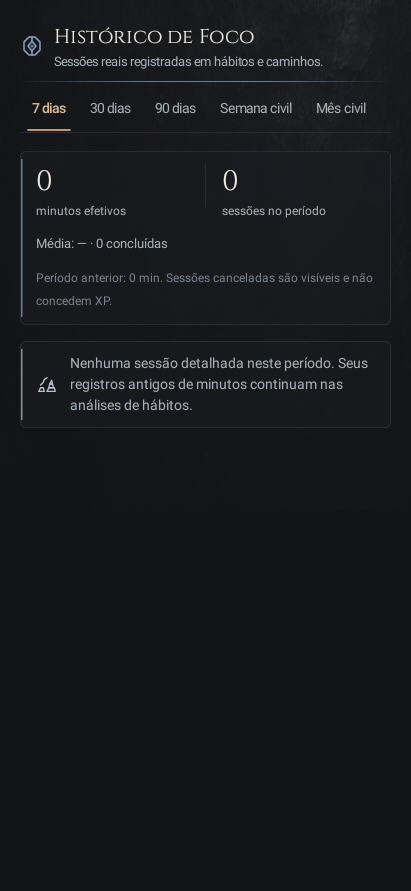 Histórico de Foco
Sessões reais registradas em hábitos e caminhos.
7 dias 30 dias 90 dias Semana civil Mês civil
0 0
minutos efetivos sessões no período
Média: — · 0 concluídas
Período anterior: 0 min. Sessões canceladas são visíveis e não
concedem XP.
Nenhuma sessão detalhada neste período. Seus
registros antigos de minutos continuam nas
análises de hábitos.